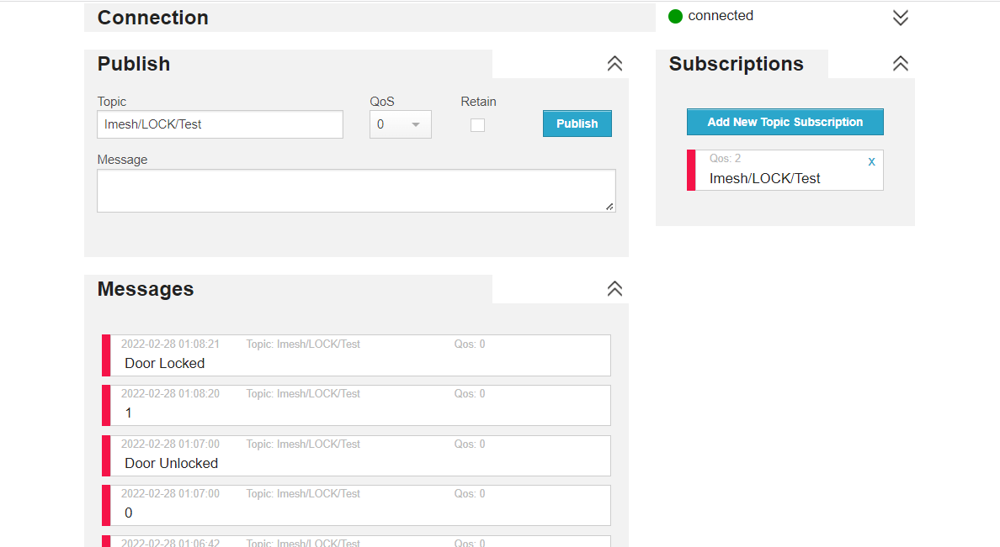 Connection
connected
Publish
Subscriptions
Topic
QoS
Retain
Imesh/LOCK/Test
0
Publish
Add New Topic Subscription
Message
Qos: 2
x
Imesh/LOCK/Test
Messages
2022-02-28 01:08:21 Topic: Imesh/LOCK/Test Qos: 0
Door Locked
2022-02-28 01:08:20 Topic: Imesh/LOCK/Test Qos: 0
1
2022-02-28 01:07:00 Topic: Imesh/LOCK/Test Qos: 0
Door Unlocked
2022-02-28 01:07:00 Topic: Imesh/LOCK/Test Qos: 0
0
2022-02-28 01:06:42 Topic: Imesh/LOCK/Test Qos: 0